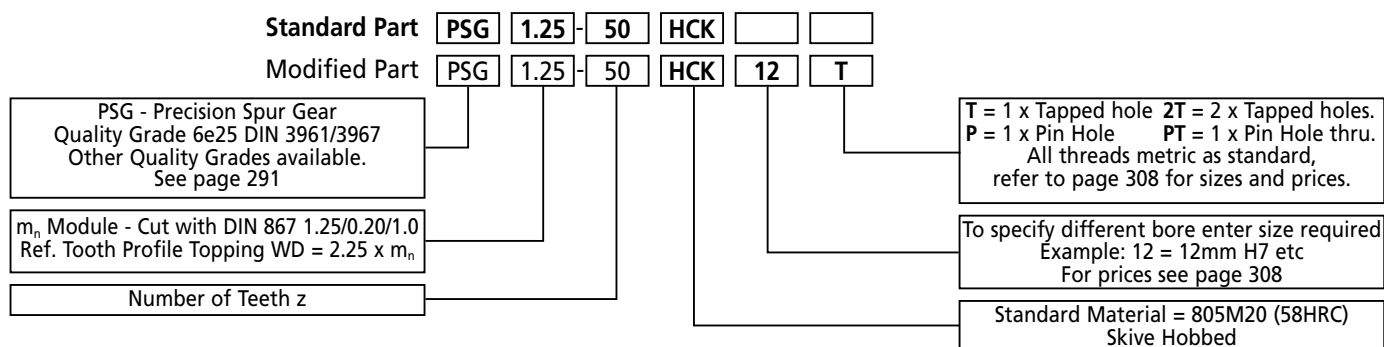 Standard Part PSG 1.25 - 50 HCK
Modified Part PSG 1.25 - 50 HCK 12 T
PSG - Precision Spur Gear
Quality Grade 6e25 DIN 3961/3967
Other Quality Grades available.
See page 291
mₙ Module - Cut with DIN 867 1.25/0.20/1.0
Ref. Tooth Profile Topping WD = 2.25 x mₙ
Number of Teeth z
T = 1 x Tapped hole 2T = 2 x Tapped holes.
P = 1 x Pin Hole PT = 1 x Pin Hole thru.
All threads metric as standard,
refer to page 308 for sizes and prices.
To specify different bore enter size required
Example: 12 = 12mm H7 etc
For prices see page 308
Standard Material = 805M20 (58HRC)
Skive Hobbed